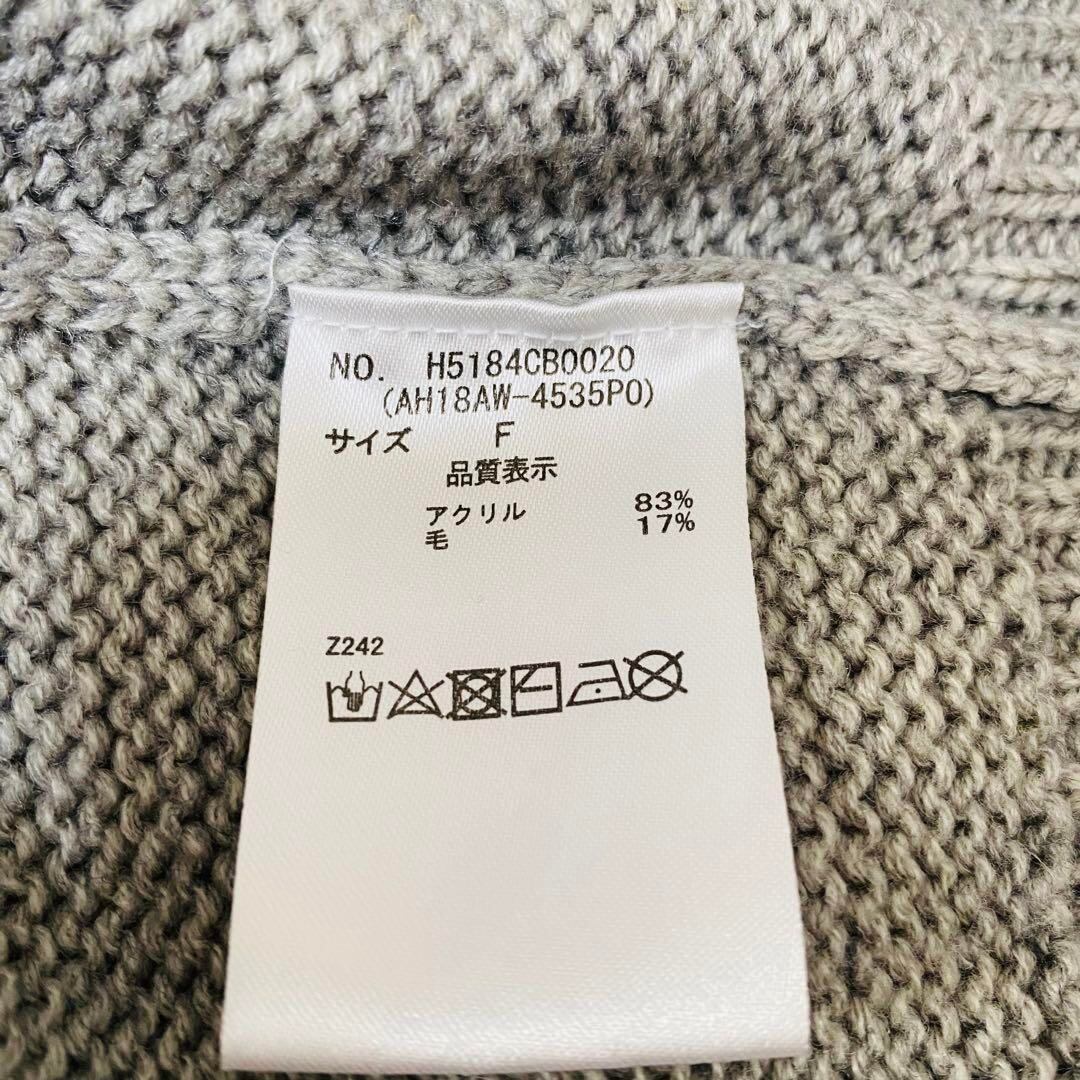 NO. H5184CB0020
(AH18AW-4535P0)
サイズ F
品質表示
アクリル 83%
毛 17%
Z242